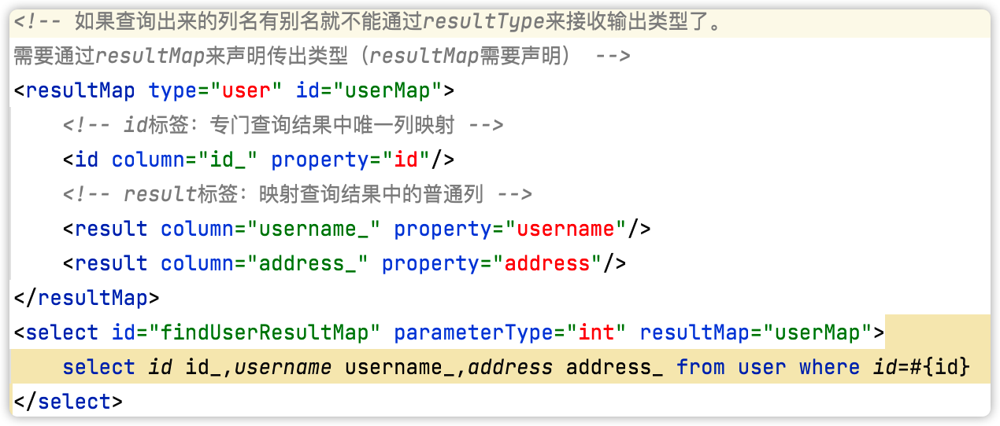 <!-- 如果查询出来的列名有别名就不能通过resultType来接收输出类型了。
需要通过resultMap来声明传出类型（resultMap需要声明） -->
<resultMap type="user" id="userMap">
    <!-- id标签：专门查询结果中唯一列映射 -->
    <id column="id_" property="id"/>
    <!-- result标签：映射查询结果中的普通列 -->
    <result column="username_" property="username"/>
    <result column="address_" property="address"/>
</resultMap>
<select id="findUserResultMap" parameterType="int" resultMap="userMap">
    select id id_,username username_,address address_ from user where id=#{id}
</select>